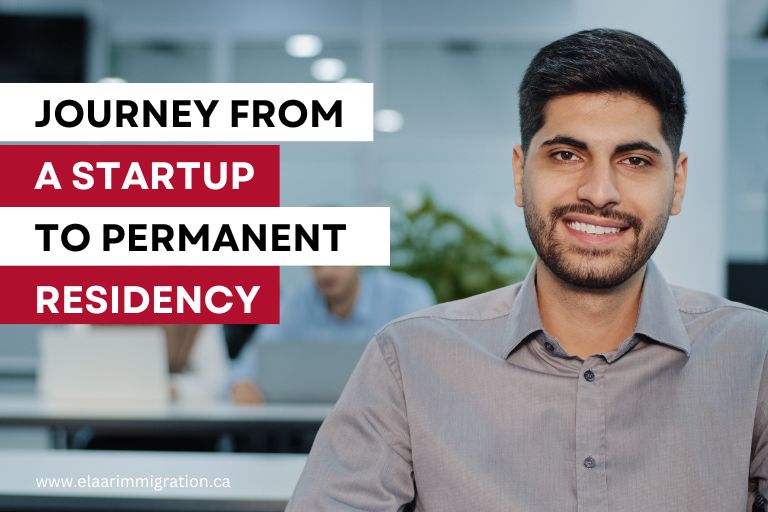 JOURNEY FROM
A STARTUP
TO PERMANENT
RESIDENCY
www.elaarimmigration.ca